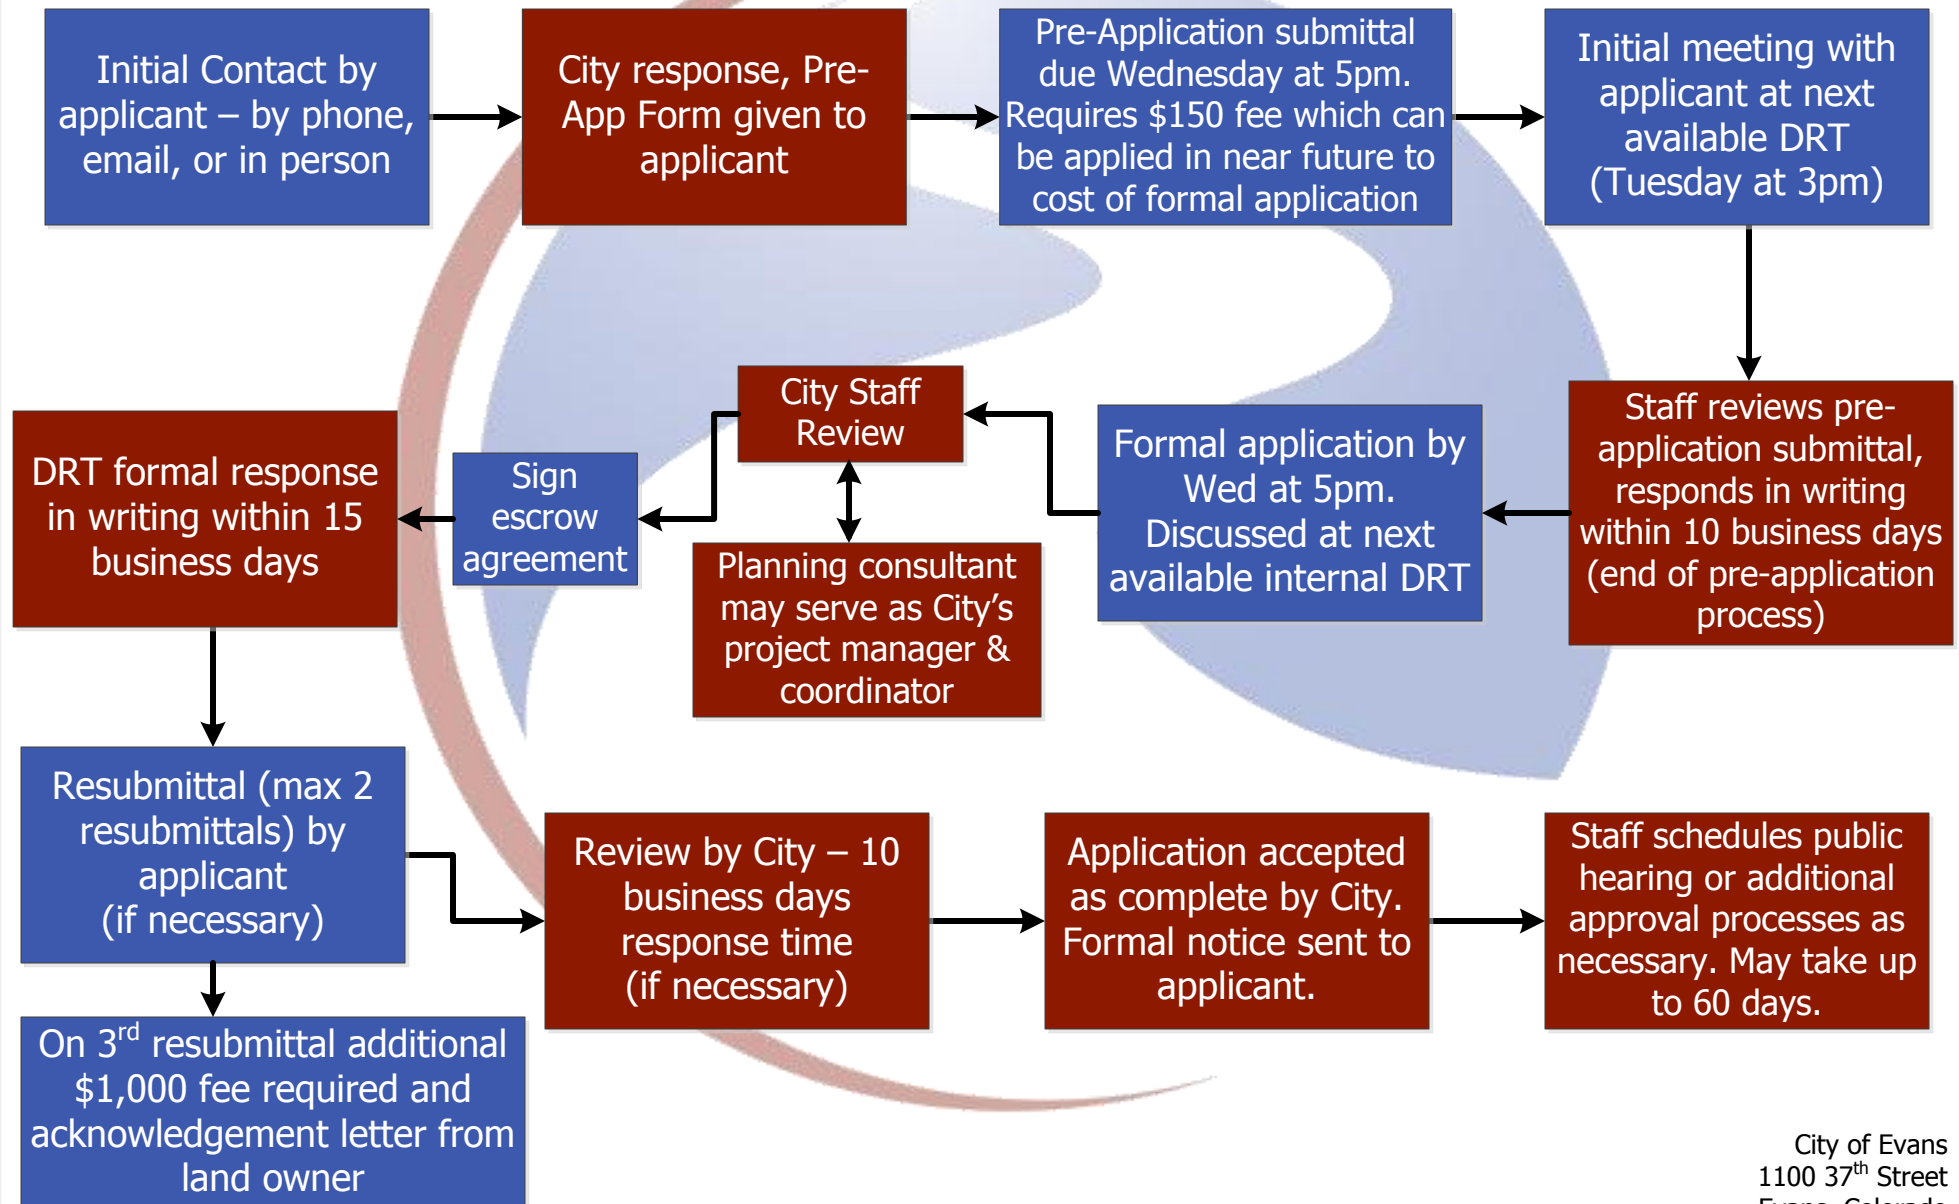 Initial Contact by
applicant – by phone,
email, or in person
City response, Pre-
App Form given to
applicant
Pre-Application submittal
due Wednesday at 5pm.
Requires $150 fee which can
be applied in near future to
cost of formal application
Initial meeting with
applicant at next
available DRT
(Tuesday at 3pm)
Staff reviews pre-
application submittal,
responds in writing
within 10 business days
(end of pre-application
process)
Formal application by
Wed at 5pm.
Discussed at next
available internal DRT
City Staff
Review
Planning consultant
may serve as City’s
project manager &
coordinator
Sign
escrow
agreement
DRT formal response
in writing within 15
business days
Resubmittal (max 2
resubmittals) by
applicant
(if necessary)
On 3rd resubmittal additional
$1,000 fee required and
acknowledgement letter from
land owner
Review by City – 10
business days
response time
(if necessary)
Application accepted
as complete by City.
Formal notice sent to
applicant.
Staff schedules public
hearing or additional
approval processes as
necessary. May take up
to 60 days.
City of Evans
1100 37th Street
Evans, Colorado